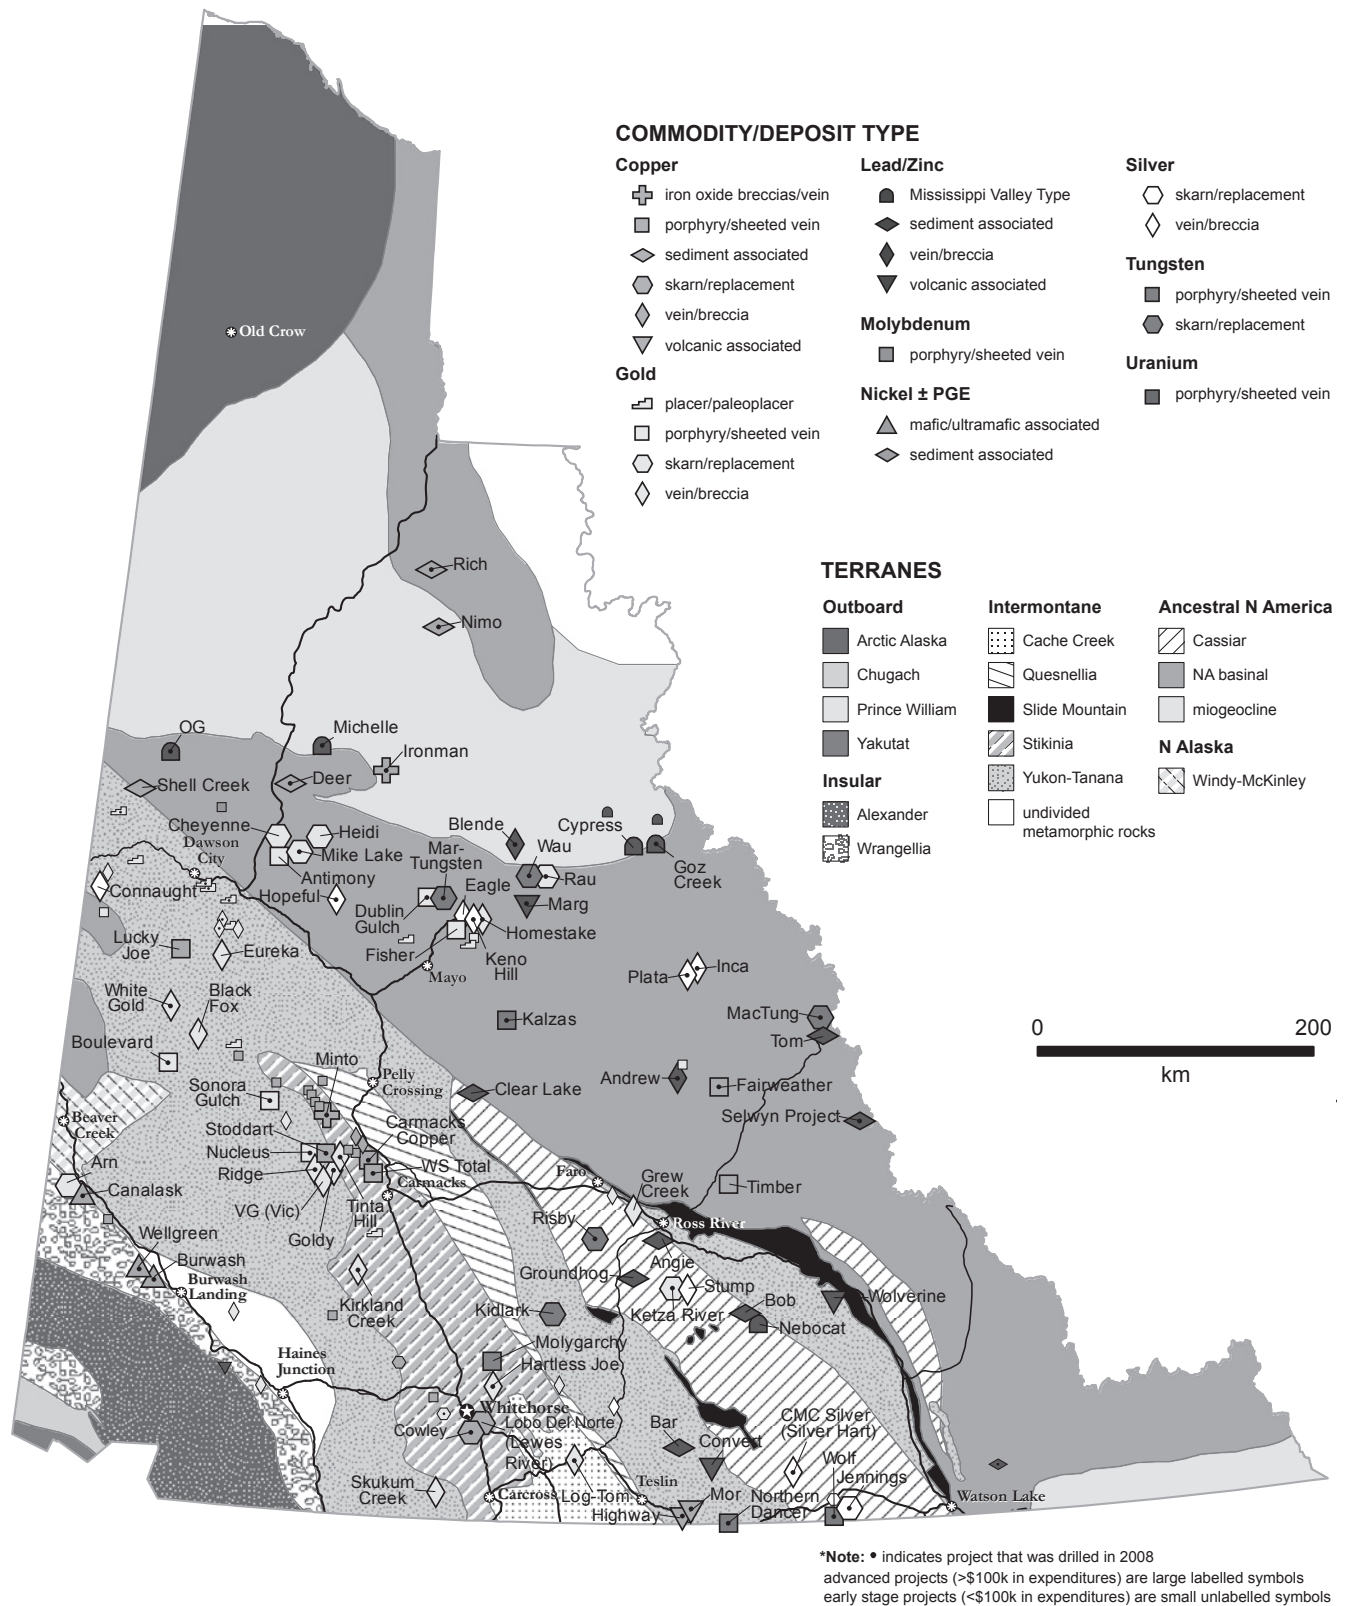 COMMODITY/DEPOSIT TYPE
Copper
iron oxide breccias/vein
porphyry/sheeted vein
sediment associated
skarn/replacement
vein/breccia
volcanic associated
Gold
placer/paleoplacer
porphyry/sheeted vein
skarn/replacement
vein/breccia
Lead/Zinc
Mississippi Valley Type
sediment associated
vein/breccia
volcanic associated
Molybdenum
porphyry/sheeted vein
Nickel ± PGE
mafic/ultramafic associated
sediment associated
Silver
skarn/replacement
vein/breccia
Tungsten
porphyry/sheeted vein
skarn/replacement
Uranium
porphyry/sheeted vein
TERRANES
Outboard
Arctic Alaska
Chugach
Prince William
Yakutat
Insular
Alexander
Wrangellia
Intermontane
Cache Creek
Quesnellia
Slide Mountain
Stikinia
Yukon-Tanana
undivided
metamorphic rocks
Ancestral N America
Cassiar
NA basinal
miogeocline
N Alaska
Windy-McKinley
Old Crow
Rich
Nimo
OG
Michelle
Ironman
Shell Creek
Deer
Cheyenne
Heidi
Dawson
City
Mike Lake
Antimony
Hopeful
Connaught
Blende
Cypress
Goz
Creek
Wau
Rau
Mar-
Tungsten
Eagle
Marg
Dublin
Gulch
Homestake
Fisher
Keno
Hill
Mayo
Lucky
Joe
Eureka
White
Gold
Black
Fox
Boulevard
Plata
Inca
Kalzas
MacTung
Tom
Andrew
Fairweather
Clear Lake
Selwyn Project
0
200
km
Minto
Pelly
Crossing
Sonora
Gulch
Beaver
Creek
Stoddart
Carmacks
Copper
Nucleus
Ridge
WS Total
Carmacks
Arn
Canalask
VG (Vic)
Tinta
Hill
Goldy
Faro
Grew
Creek
Timber
Risby
Ross River
Wellgreen
Burwash
Burwash
Landing
Angie
Groundhog
Stump
Ketza River
Bob
Nebocat
Wolverine
Kirkland
Creek
Kidlark
Molygarchy
Hartless Joe
Haines
Junction
Whitehorse
Lobo Del Norte
(Lewes
River)
Cowley
Bar
Convert
CMC Silver
(Silver Hart)
Wolf
Jennings
Skukum
Creek
Carcross
Log-Tom
Teslin
Highway
Mor
Northern
Dancer
Watson Lake
*Note: • indicates project that was drilled in 2008
advanced projects (>$100k in expenditures) are large labelled symbols
early stage projects (<$100k in expenditures) are small unlabelled symbols